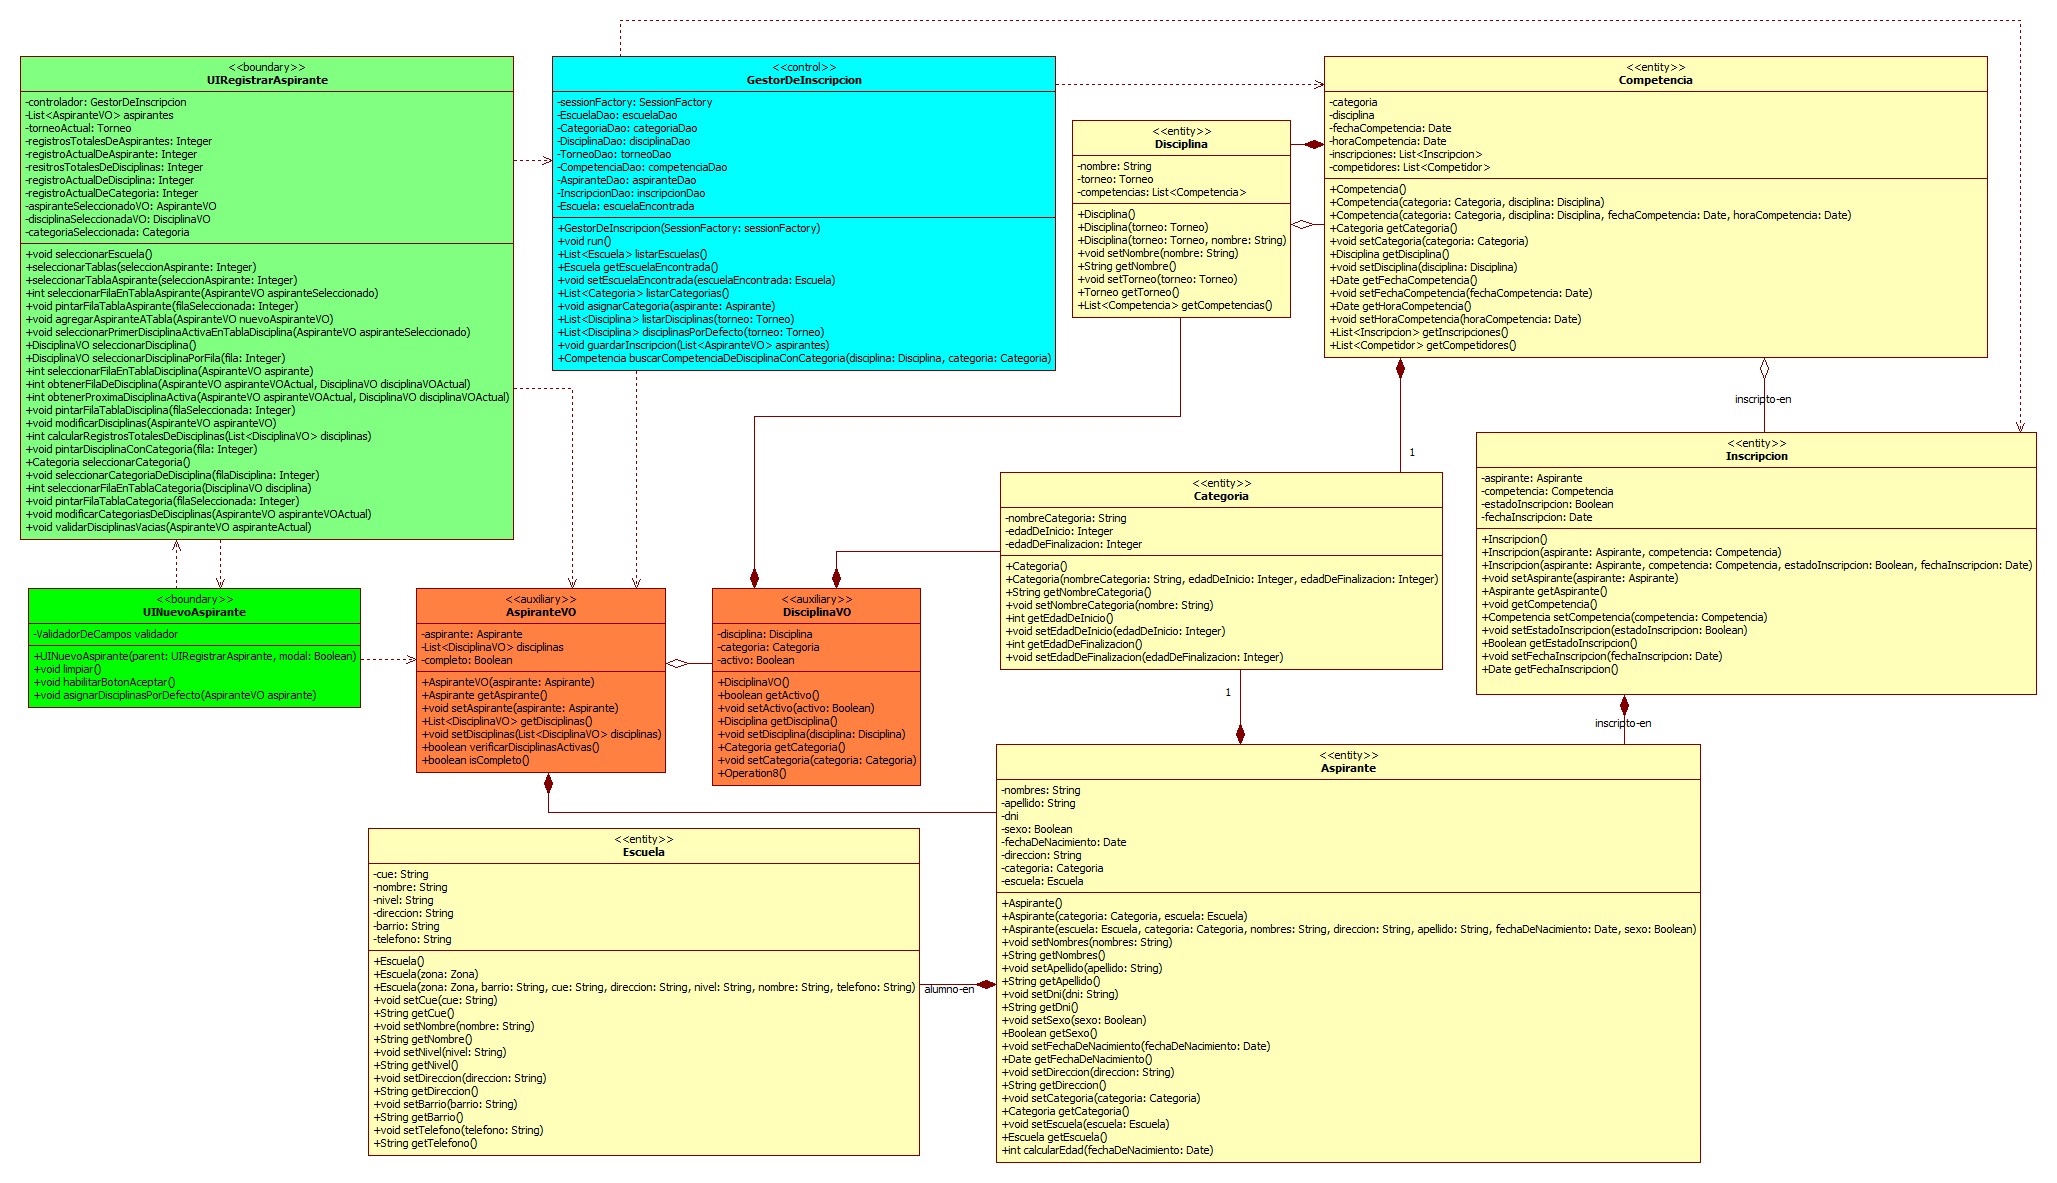 <<boundary>>
UIRegistrarAspirante
-controlador: GestorDeInscripcion
-List<AspiranteVO> aspirantes
-torneoActual: Torneo
-registrosTotalesDeAspirantes: Integer
-registroActualDeAspirante: Integer
-resitrosTotalesDeDisciplinas: Integer
-registroActualDeDisciplina: Integer
-registroActualDeCategoria: Integer
-aspiranteSeleccionadoVO: AspiranteVO
-disciplinaSeleccionadaVO: DisciplinaVO
-categoriaSeleccionada: Categoria
+void seleccionarEscuela()
+seleccionarTablas(seleccionAspirante: Integer)
+seleccionarTablaAspirante(seleccionAspirante: Integer)
+int seleccionarFilaEnTablaAspirante(AspiranteVO aspiranteSeleccionado)
+void pintarFilaTablaAspirante(filaSeleccionada: Integer)
+void agregarAspiranteATabla(AspiranteVO nuevoAspiranteVO)
+void seleccionarPrimerDisciplinaActivaEnTablaDisciplina(AspiranteVO aspiranteSeleccionado)
+DisciplinaVO seleccionarDisciplina()
+DisciplinaVO seleccionarDisciplinaPorFila(fila: Integer)
+int seleccionarFilaEnTablaDisciplina(AspiranteVO aspirante)
+int obtenerFilaDeDisciplina(AspiranteVO aspiranteVOActual, DisciplinaVO disciplinaVOActual)
+int obtenerProximaDisciplinaActiva(AspiranteVO aspiranteVOActual, DisciplinaVO disciplinaVOActual)
+void pintarFilaTablaDisciplina(filaSeleccionada: Integer)
+void modificarDisciplinas(AspiranteVO aspiranteVO)
+int calcularRegistrosTotalesDeDisciplinas(List<DisciplinaVO> disciplinas)
+void pintarDisciplinaConCategoria(fila: Integer)
+Categoria seleccionarCategoria()
+void seleccionarCategoriaDeDisciplina(filaDisciplina: Integer)
+int seleccionarFilaEnTablaCategoria(DisciplinaVO disciplina)
+void pintarFilaTablaCategoria(filaSeleccionada: Integer)
+void modificarCategoriasDeDisciplinas(AspiranteVO aspiranteVOActual)
+void validarDisciplinasVacias(AspiranteVO aspiranteActual)
<<control>>
GestorDeInscripcion
-sessionFactory: SessionFactory
-EscuelaDao: escuelaDao
-CategoriaDao: categoriaDao
-DisciplinaDao: disciplinaDao
-TorneoDao: torneoDao
-CompetenciaDao: competenciaDao
-AspiranteDao: aspiranteDao
-InscripcionDao: inscripcionDao
-Escuela: escuelaEncontrada
+GestorDeInscripcion(SessionFactory: sessionFactory)
+void run()
+List<Escuela> listarEscuelas()
+Escuela getEscuelaEncontrada()
+void setEscuelaEncontrada(escuelaEncontrada: Escuela)
+List<Categoria> listarCategorias()
+void asignarCategoria(aspirante: Aspirante)
+List<Disciplina> listarDisciplinas(torneo: Torneo)
+List<Disciplina> disciplinasPorDefecto(torneo: Torneo)
+void guardarInscripcion(List<AspiranteVO> aspirantes)
+Competencia buscarCompetenciaDeDisciplinaConCategoria(disciplina: Disciplina, categoria: Categoria)
<<entity>>
Disciplina
-nombre: String
-torneo: Torneo
-competencias: List<Competencia>
+Disciplina()
+Disciplina(torneo: Torneo)
+Disciplina(torneo: Torneo, nombre: String)
+void setNombre(nombre: String)
+String getNombre()
+void setTorneo(torneo: Torneo)
+Torneo getTorneo()
+List<Competencia> getCompetencias()
<<entity>>
Competencia
-categoria
-disciplina
-fechaCompetencia: Date
-horaCompetencia: Date
-inscripciones: List<Inscripcion>
-competidores: List<Competidor>
+Competencia()
+Competencia(categoria: Categoria, disciplina: Disciplina)
+Competencia(categoria: Categoria, disciplina: Disciplina, fechaCompetencia: Date, horaCompetencia: Date)
+Categoria getCategoria()
+void setCategoria(categoria: Categoria)
+Disciplina getDisciplina()
+void setDisciplina(disciplina: Disciplina)
+Date getFechaCompetencia()
+void setFechaCompetencia(fechaCompetencia: Date)
+Date getHoraCompetencia()
+void setHoraCompetencia(horaCompetencia: Date)
+List<Inscripcion> getInscripciones()
+List<Competidor> getCompetidores()
inscripto-en
1
<<entity>>
Inscripcion
-aspirante: Aspirante
-competencia: Competencia
-estadoInscripcion: Boolean
-fechaInscripcion: Date
+Inscripcion()
+Inscripcion(aspirante: Aspirante, competencia: Competencia)
+Inscripcion(aspirante: Aspirante, competencia: Competencia, estadoInscripcion: Boolean, fechaInscripcion: Date)
+void setAspirante(aspirante: Aspirante)
+Aspirante getAspirante()
+void getCompetencia()
+Competencia setCompetencia(competencia: Competencia)
+void setEstadoInscripcion(estadoInscripcion: Boolean)
+Boolean getEstadoInscripcion()
+void setFechaInscripcion(fechaInscripcion: Date)
+Date getFechaInscripcion()
<<entity>>
Categoria
-nombreCategoria: String
-edadDeInicio: Integer
-edadDeFinalizacion: Integer
+Categoria()
+Categoria(nombreCategoria: String, edadDeInicio: Integer, edadDeFinalizacion: Integer)
+String getNombreCategoria()
+void setNombreCategoria(nombre: String)
+int getEdadDeInicio()
+void setEdadDeInicio(edadDeInicio: Integer)
+int getEdadDeFinalizacion()
+void setEdadDeFinalizacion(edadDeFinalizacion: Integer)
1
inscripto-en
<<boundary>>
UINuevoAspirante
-ValidadorDeCampos validador
+UINuevoAspirante(parent: UIRegistrarAspirante, modal: Boolean)
+void limpiar()
+void habilitarBotonAceptar()
+void asignarDisciplinasPorDefecto(AspiranteVO aspirante)
<<auxiliary>>
AspiranteVO
-aspirante: Aspirante
-List<DisciplinaVO> disciplinas
-completo: Boolean
+AspiranteVO(aspirante: Aspirante)
+Aspirante getAspirante()
+void setAspirante(aspirante: Aspirante)
+List<DisciplinaVO> getDisciplinas()
+void setDisciplinas(List<DisciplinaVO> disciplinas)
+boolean verificarDisciplinasActivas()
+boolean isCompleto()
<<auxiliary>>
DisciplinaVO
-disciplina: Disciplina
-categoria: Categoria
-activo: Boolean
+DisciplinaVO()
+boolean getActivo()
+void setActivo(activo: Boolean)
+Disciplina getDisciplina()
+void setDisciplina(disciplina: Disciplina)
+Categoria getCategoria()
+void setCategoria(categoria: Categoria)
+Operation8()
<<entity>>
Escuela
-cue: String
-nombre: String
-nivel: String
-direccion: String
-barrio: String
-telefono: String
+Escuela()
+Escuela(zona: Zona)
+Escuela(zona: Zona, barrio: String, cue: String, direccion: String, nivel: String, nombre: String, telefono: String)
+void setCue(cue: String)
+String getCue()
+void setNombre(nombre: String)
+String getNombre()
+void setNivel(nivel: String)
+String getNivel()
+void setDireccion(direccion: String)
+String getDireccion()
+void setBarrio(barrio: String)
+String getBarrio()
+void setTelefono(telefono: String)
+String getTelefono()
alumno-en
<<entity>>
Aspirante
-nombres: String
-apellido: String
-dni
-sexo: Boolean
-fechaDeNacimiento: Date
-direccion: String
-categoria: Categoria
-escuela: Escuela
+Aspirante()
+Aspirante(categoria: Categoria, escuela: Escuela)
+Aspirante(escuela: Escuela, categoria: Categoria, nombres: String, direccion: String, apellido: String, fechaDeNacimiento: Date, sexo: Boolean)
+void setNombres(nombres: String)
+String getNombres()
+void setApellido(apellido: String)
+String getApellido()
+void setDni(dni: String)
+String getDni()
+void setSexo(sexo: Boolean)
+Boolean getSexo()
+void setFechaDeNacimiento(fechaDeNacimiento: Date)
+Date getFechaDeNacimiento()
+void setDireccion(direccion: String)
+String getDireccion()
+void setCategoria(categoria: Categoria)
+Categoria getCategoria()
+void setEscuela(escuela: Escuela)
+Escuela getEscuela()
+int calcularEdad(fechaDeNacimiento: Date)